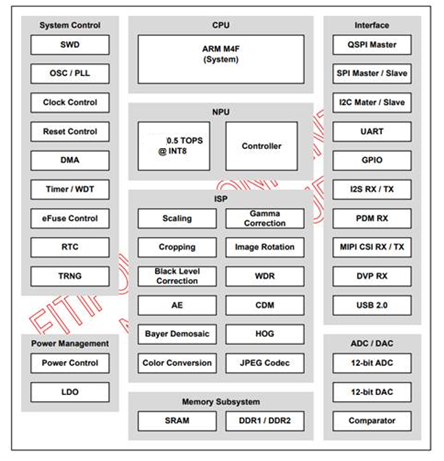 System Control
SWD
OSC / PLL
Clock Control
Reset Control
DMA
Timer / WDT
eFuse Control
RTC
TRNG
Power Management
Power Control
LDO
CPU
ARM M4F
(System)
NPU
0.5 TOPS
@ INT8
Controller
ISP
Scaling
Gamma
Correction
Cropping
Image Rotation
Black Level
Correction
WDR
AE
CDM
Bayer Demosaic
HOG
Color Conversion
JPEG Codec
Memory Subsystem
SRAM
DDR1 / DDR2
Interface
QSPI Master
SPI Master / Slave
I2C Mater / Slave
UART
GPIO
I2S RX / TX
PDM RX
MIPI CSI RX / TX
DVP RX
USB 2.0
ADC / DAC
12-bit ADC
12-bit DAC
Comparator